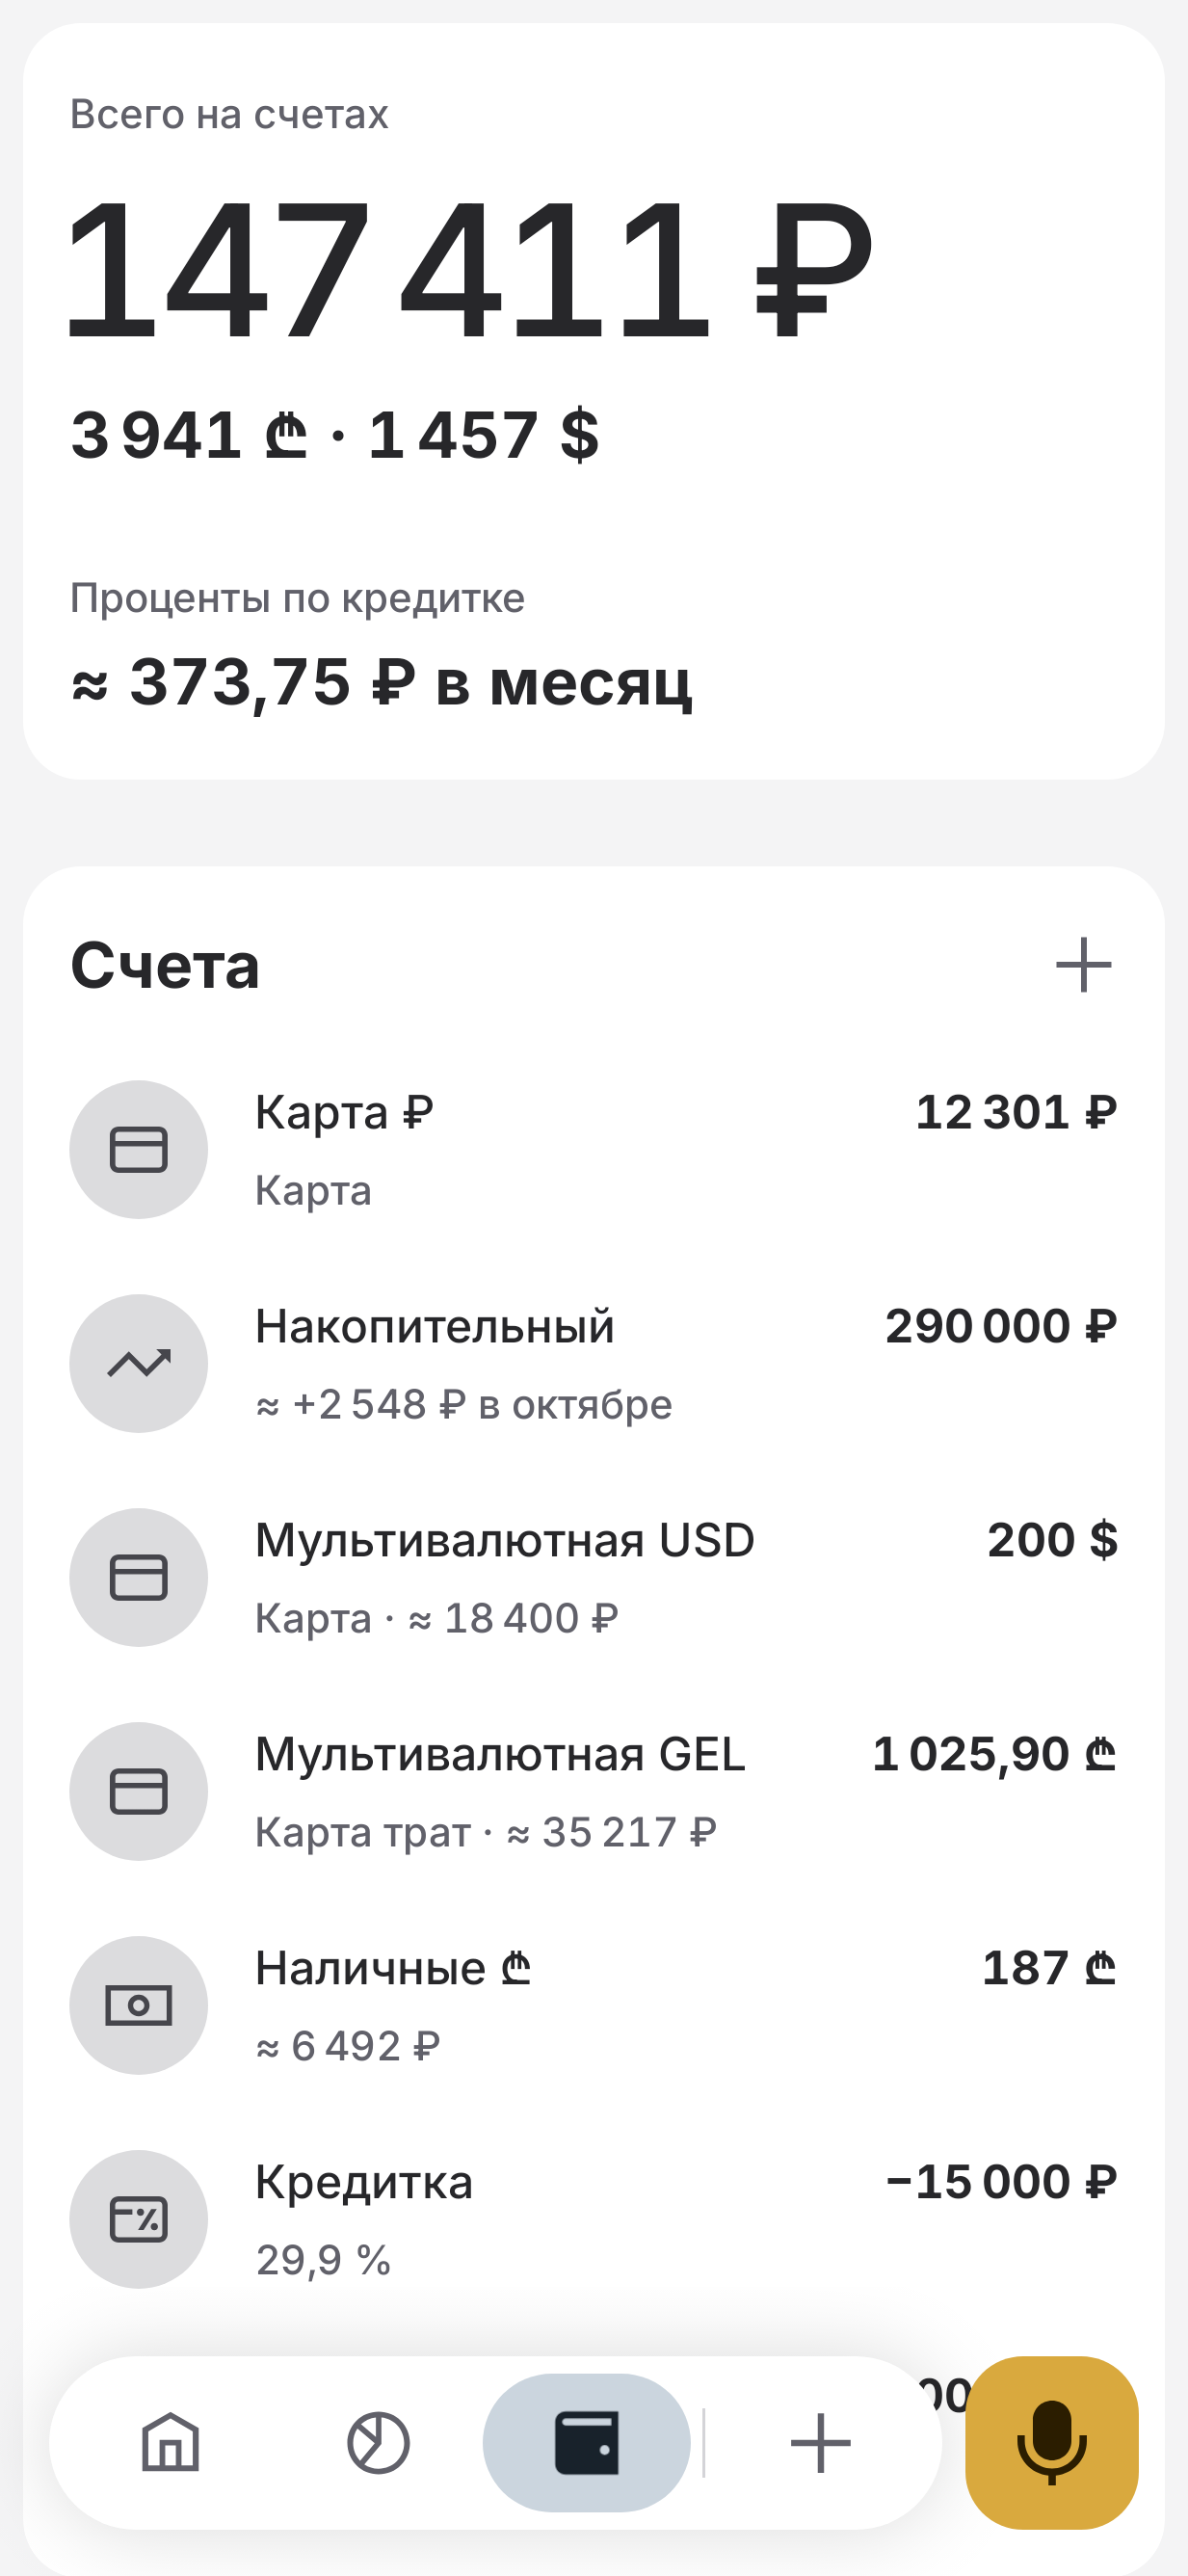 Всего на счетах
147 411 ₽
3 941 ₾ · 1 457 $
Проценты по кредитке
≈ 373,75 ₽ в месяц
Счета
Карта ₽
12 301 ₽
Карта
Накопительный
290 000 ₽
≈ +2 548 ₽ в октябре
Мультивалютная USD
200 $
Карта · ≈ 18 400 ₽
Мультивалютная GEL
1 025,90 ₾
Карта трат · ≈ 35 217 ₽
Наличные ₾
187 ₾
≈ 6 492 ₽
Кредитка
−15 000 ₽
29,9 %